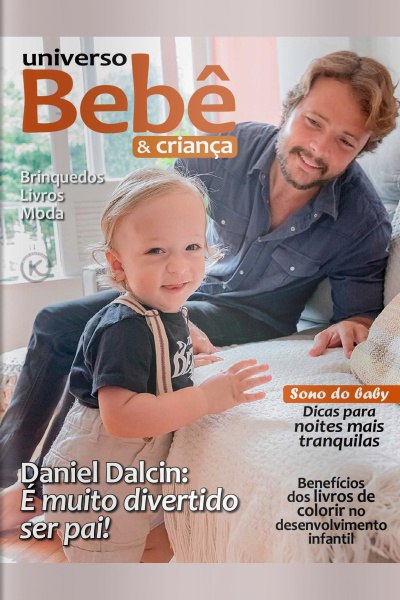 universo
Bebê
& criança
Brinquedos
Livros
Moda
K
Sono do baby
Dicas para
noites mais
tranquilas
Daniel Dalcin:
É muito divertido
ser pai!
Benefícios
dos livros de
colorir no
desenvolvimento
infantil